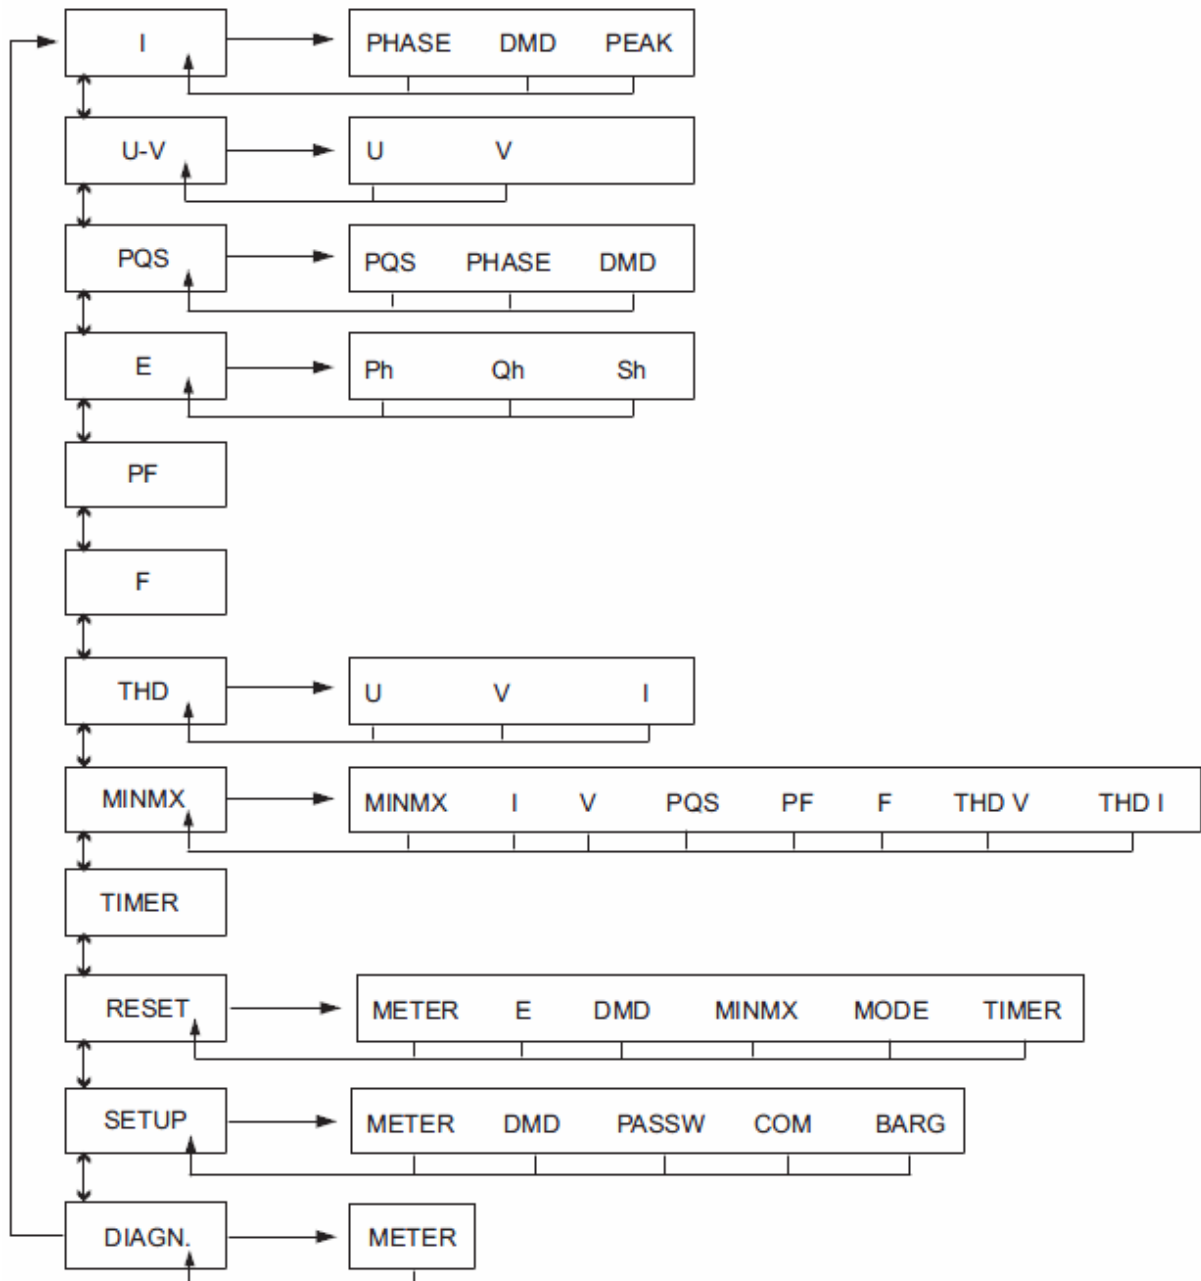 I PHASE DMD PEAK
U-V U V
PQS PQS PHASE DMD
E Ph Qh Sh
PF
F
THD U V I
MINMX MINMX I V PQS PF F THD V THD I
TIMER
RESET METER E DMD MINMX MODE TIMER
SETUP METER DMD PASSW COM BARG
DIAGN. METER